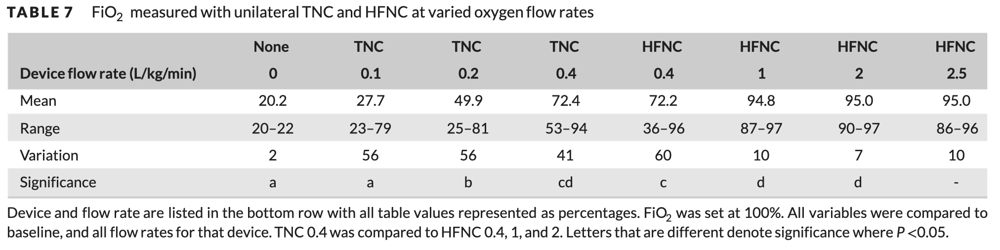 TABLE 7 FiO2 measured with unilateral TNC and HFNC at varied oxygen flow rates
None TNC TNC TNC HFNC HFNC HFNC HFNC
Device flow rate (L/kg/min) 0 0.1 0.2 0.4 0.4 1 2 2.5
Mean 20.2 27.7 49.9 72.4 72.2 94.8 95.0 95.0
Range 20–22 23–79 25–81 53–94 36–96 87–97 90–97 86–96
Variation 2 56 56 41 60 10 7 10
Significance a a b cd c d d -
Device and flow rate are listed in the bottom row with all table values represented as percentages. FiO2 was set at 100%. All variables were compared to
baseline, and all flow rates for that device. TNC 0.4 was compared to HFNC 0.4, 1, and 2. Letters that are different denote significance where P <0.05.